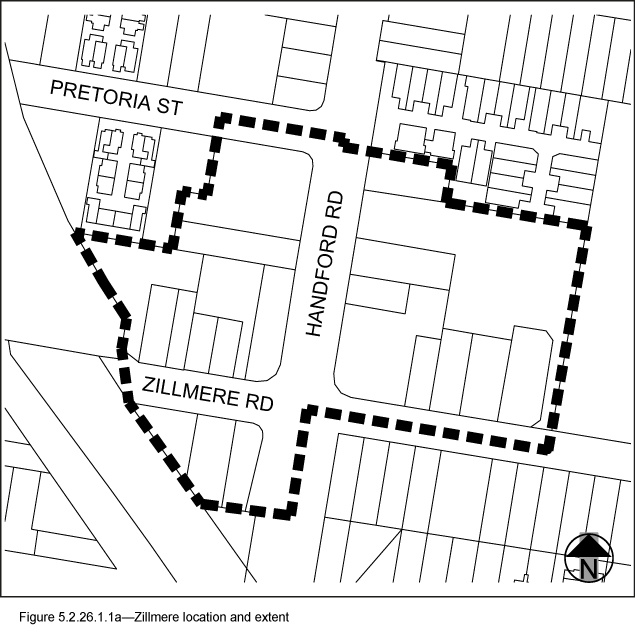 PRETORIA ST
HANDFORD RD
ZILLMERE RD
N
Figure 5.2.26.1.1a—Zillmere location and extent